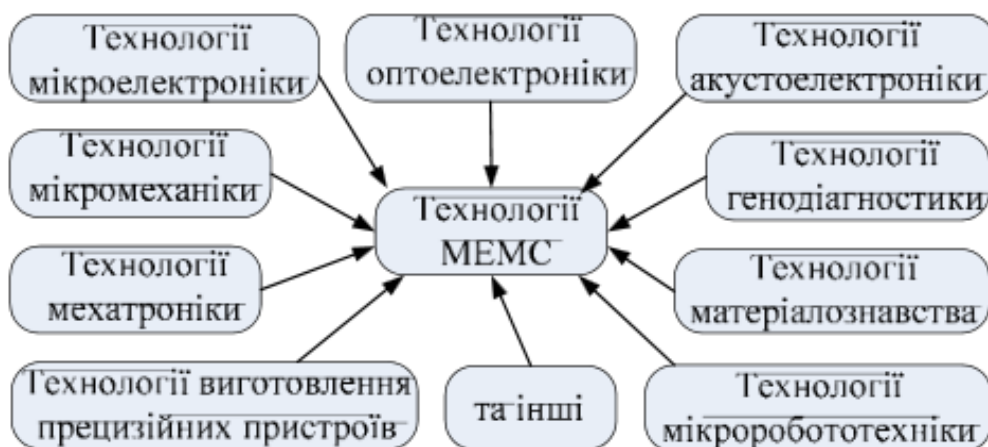 Технології
мікроелектроніки
Технології
оптоелектроніки
Технології
акустоелектроніки
Технології
мікромеханіки
Технології
МЕМС
Технології
генодіагностики
Технології
мехатроніки
Технології
матеріалознавства
Технології виготовлення
прецизійних пристроїв
та інші
Технології
мікроробототехніки